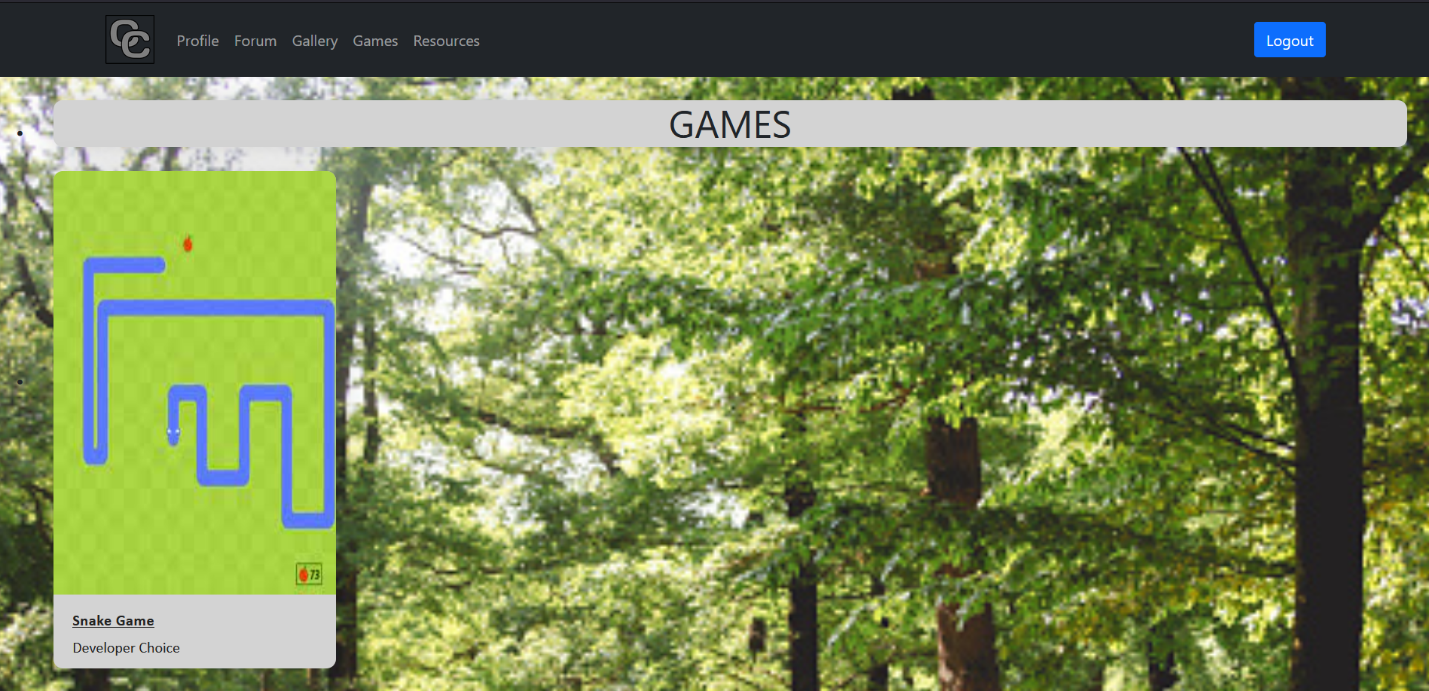 CC Profile Forum Gallery Games Resources Logout
GAMES
73
Snake Game
Developer Choice